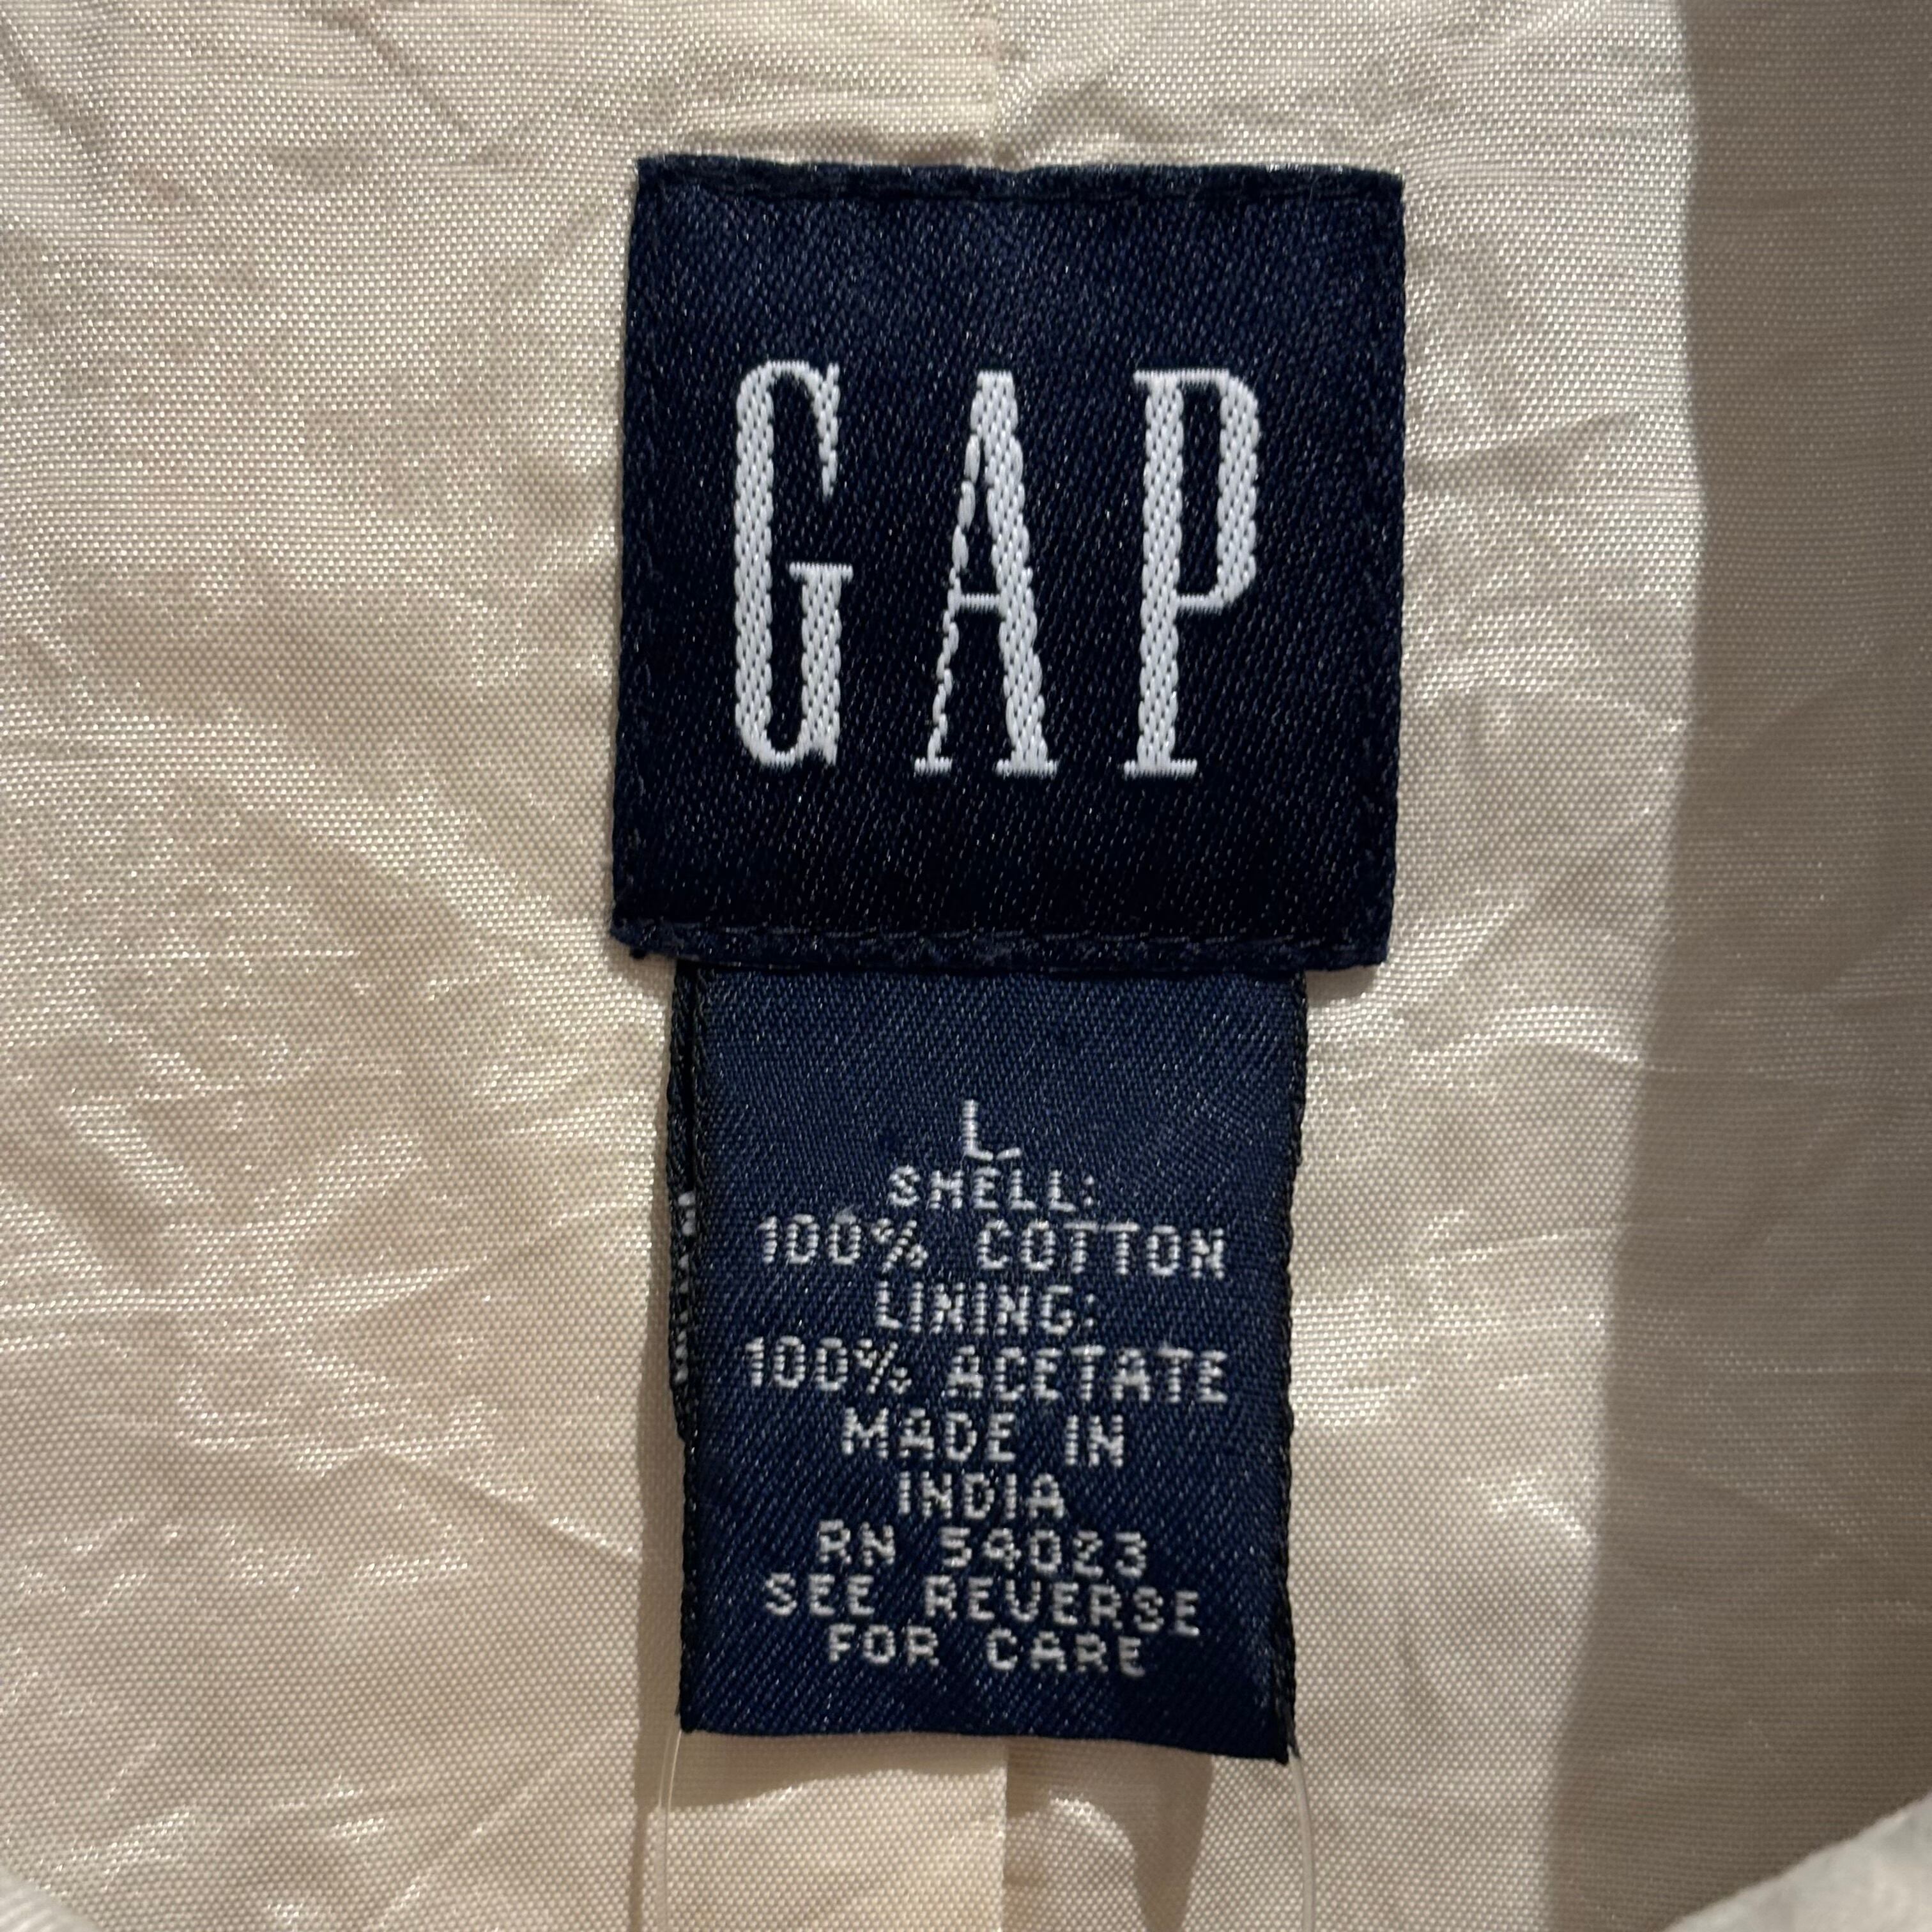 GAP
L
SHELL:
100% COTTON
LINING:
100% ACETATE
MADE IN
INDIA
RN 54023
SEE REVERSE
FOR CARE